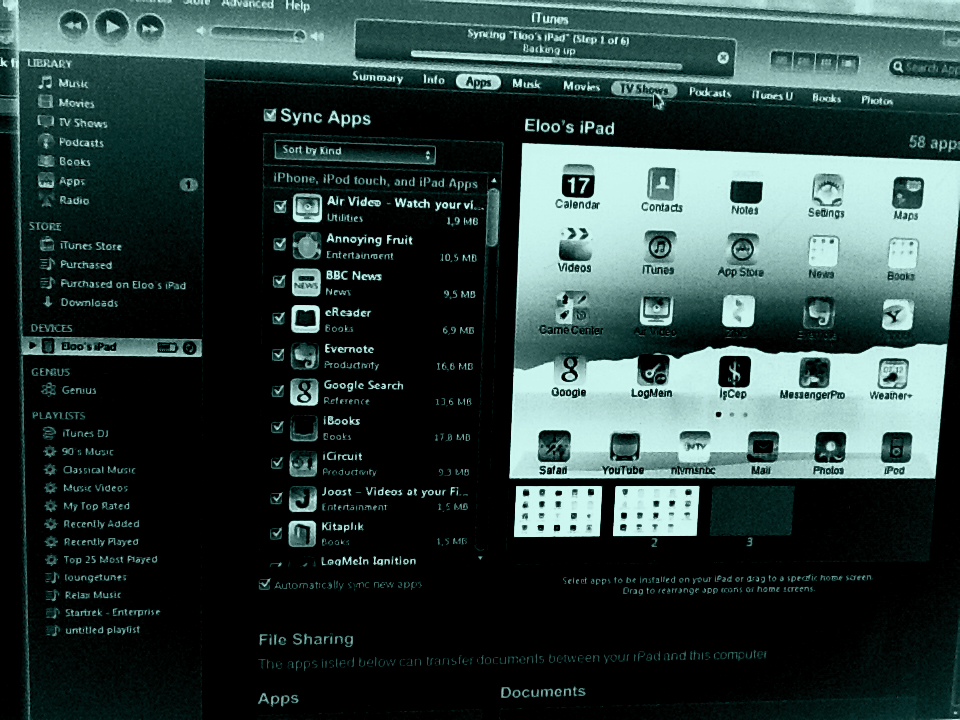 Store Advanced Help
iTunes
Syncing "Eloo's iPad" (Step 1 of 6)
Backing up
Search App
Summary Info Apps Music Movies TV Shows Podcasts iTunes U Books Photos
LIBRARY
Music
Movies
TV Shows
Podcasts
Books
Apps 1
Radio
STORE
iTunes Store
Purchased
Purchased on Eloo's iPad
Downloads
DEVICES
Eloo's iPad
GENIUS
Genius
PLAYLISTS
iTunes DJ
90's Music
Classical Music
Music Videos
My Top Rated
Recently Added
Recently Played
Top 25 Most Played
loungetunes
Relax Music
Startrek - Enterprise
untitled playlist
Sync Apps
Sort by Kind
iPhone, iPod touch, and iPad Apps
Air Video - Watch your vi...
Utilities 1,9 MB
Annoying Fruit
Entertainment 10,5 MB
BBC News
News 9,5 MB
eReader
Books 6,9 MB
Evernote
Productivity 16,6 MB
Google Search
Reference 13,6 MB
iBooks
Books 17,8 MB
iCircuit
Productivity 9,3 MB
Joost - Videos at your Fi...
Entertainment 1,5 MB
Kitaplık
Books 1,5 MB
LogMeIn Ignition
Automatically sync new apps
Eloo's iPad 58 apps
17
Calendar Contacts Notes Settings Maps
Videos iTunes App Store News Books
Game Center Air Video Evernote
Google LogMein IşCep MessengerPro Weather+
Safari YouTube ntvmsnbc Mail Photos iPod
2 3
Select apps to be installed on your iPad or drag to a specific home screen.
Drag to rearrange app icons or home screens.
File Sharing
The apps listed below can transfer documents between your iPad and this computer
Apps Documents